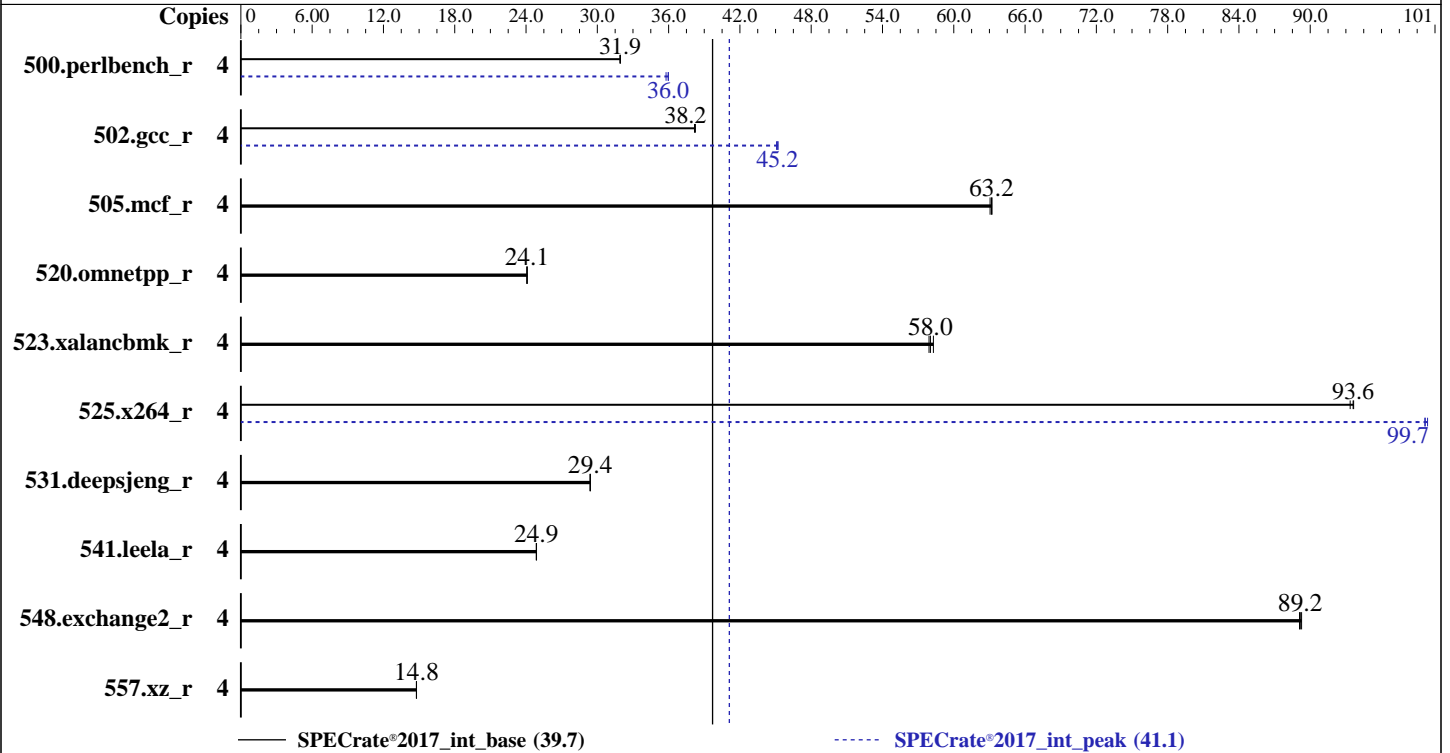 Copies 0 6.00 12.0 18.0 24.0 30.0 36.0 42.0 48.0 54.0 60.0 66.0 72.0 78.0 84.0 90.0 101
31.9
500.perlbench_r 4
36.0
38.2
502.gcc_r 4
45.2
63.2
505.mcf_r 4
24.1
520.omnetpp_r 4
58.0
523.xalancbmk_r 4
93.6
525.x264_r 4
99.7
29.4
531.deepsjeng_r 4
24.9
541.leela_r 4
89.2
548.exchange2_r 4
14.8
557.xz_r 4
SPECrate®2017_int_base (39.7) SPECrate®2017_int_peak (41.1)